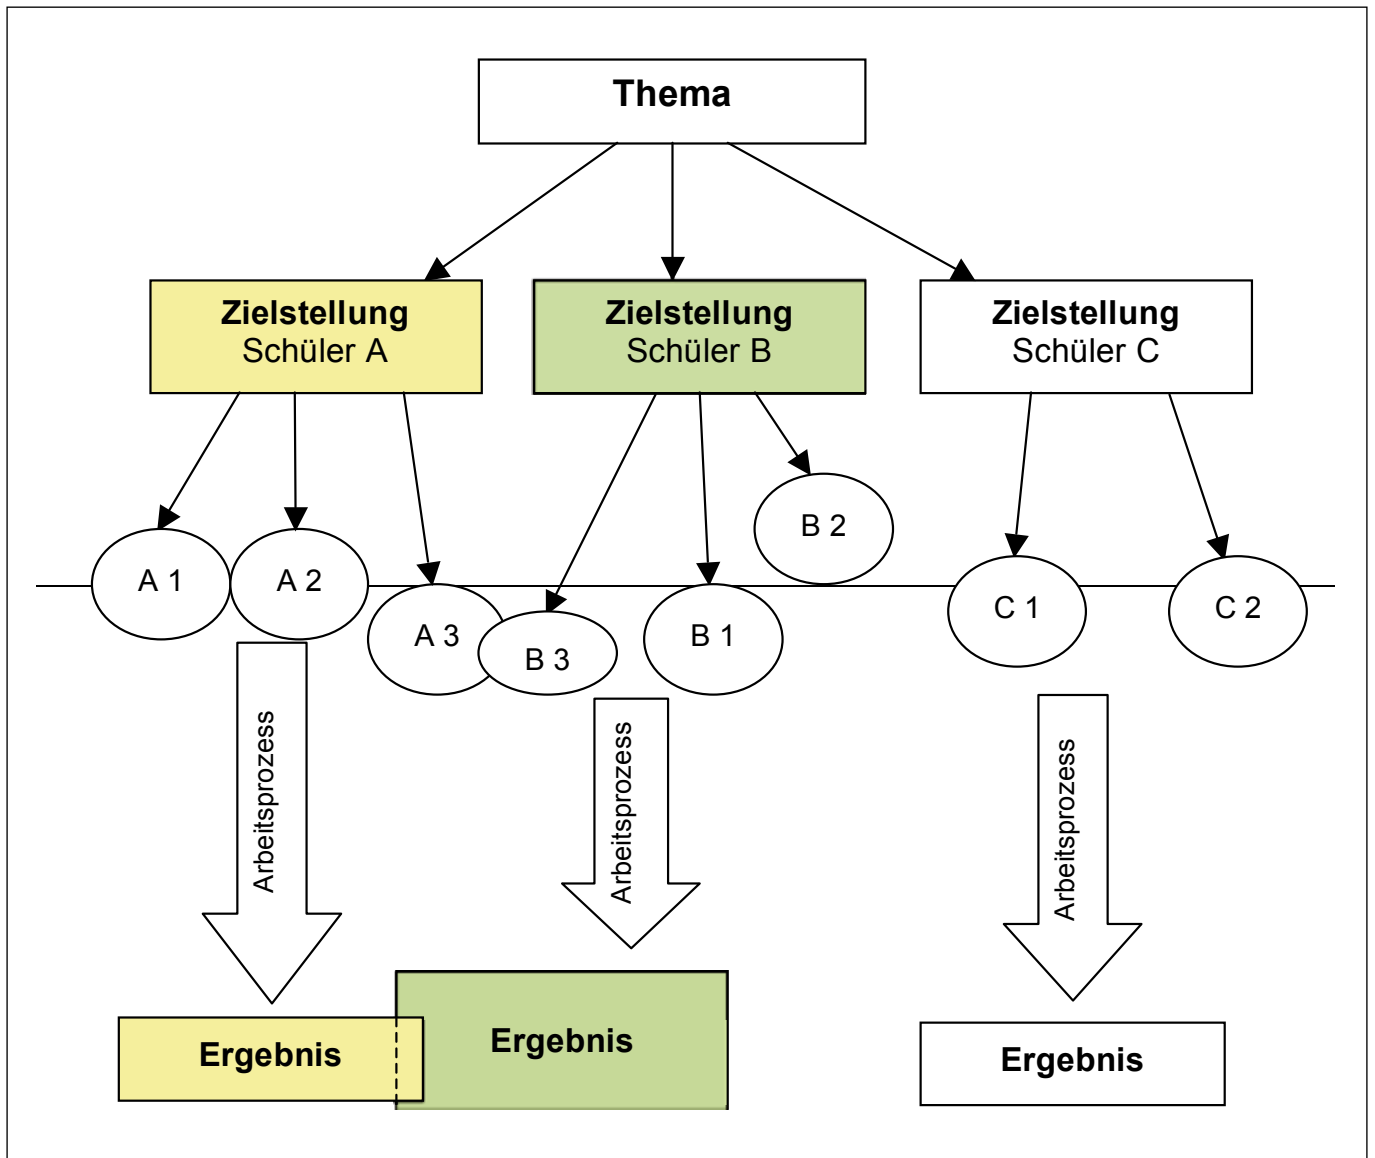 Thema
Zielstellung
Schüler A
Zielstellung
Schüler B
Zielstellung
Schüler C
A 1
A 2
A 3
B 3
B 1
B 2
C 1
C 2
Arbeitsprozess
Arbeitsprozess
Arbeitsprozess
Ergebnis
Ergebnis
Ergebnis